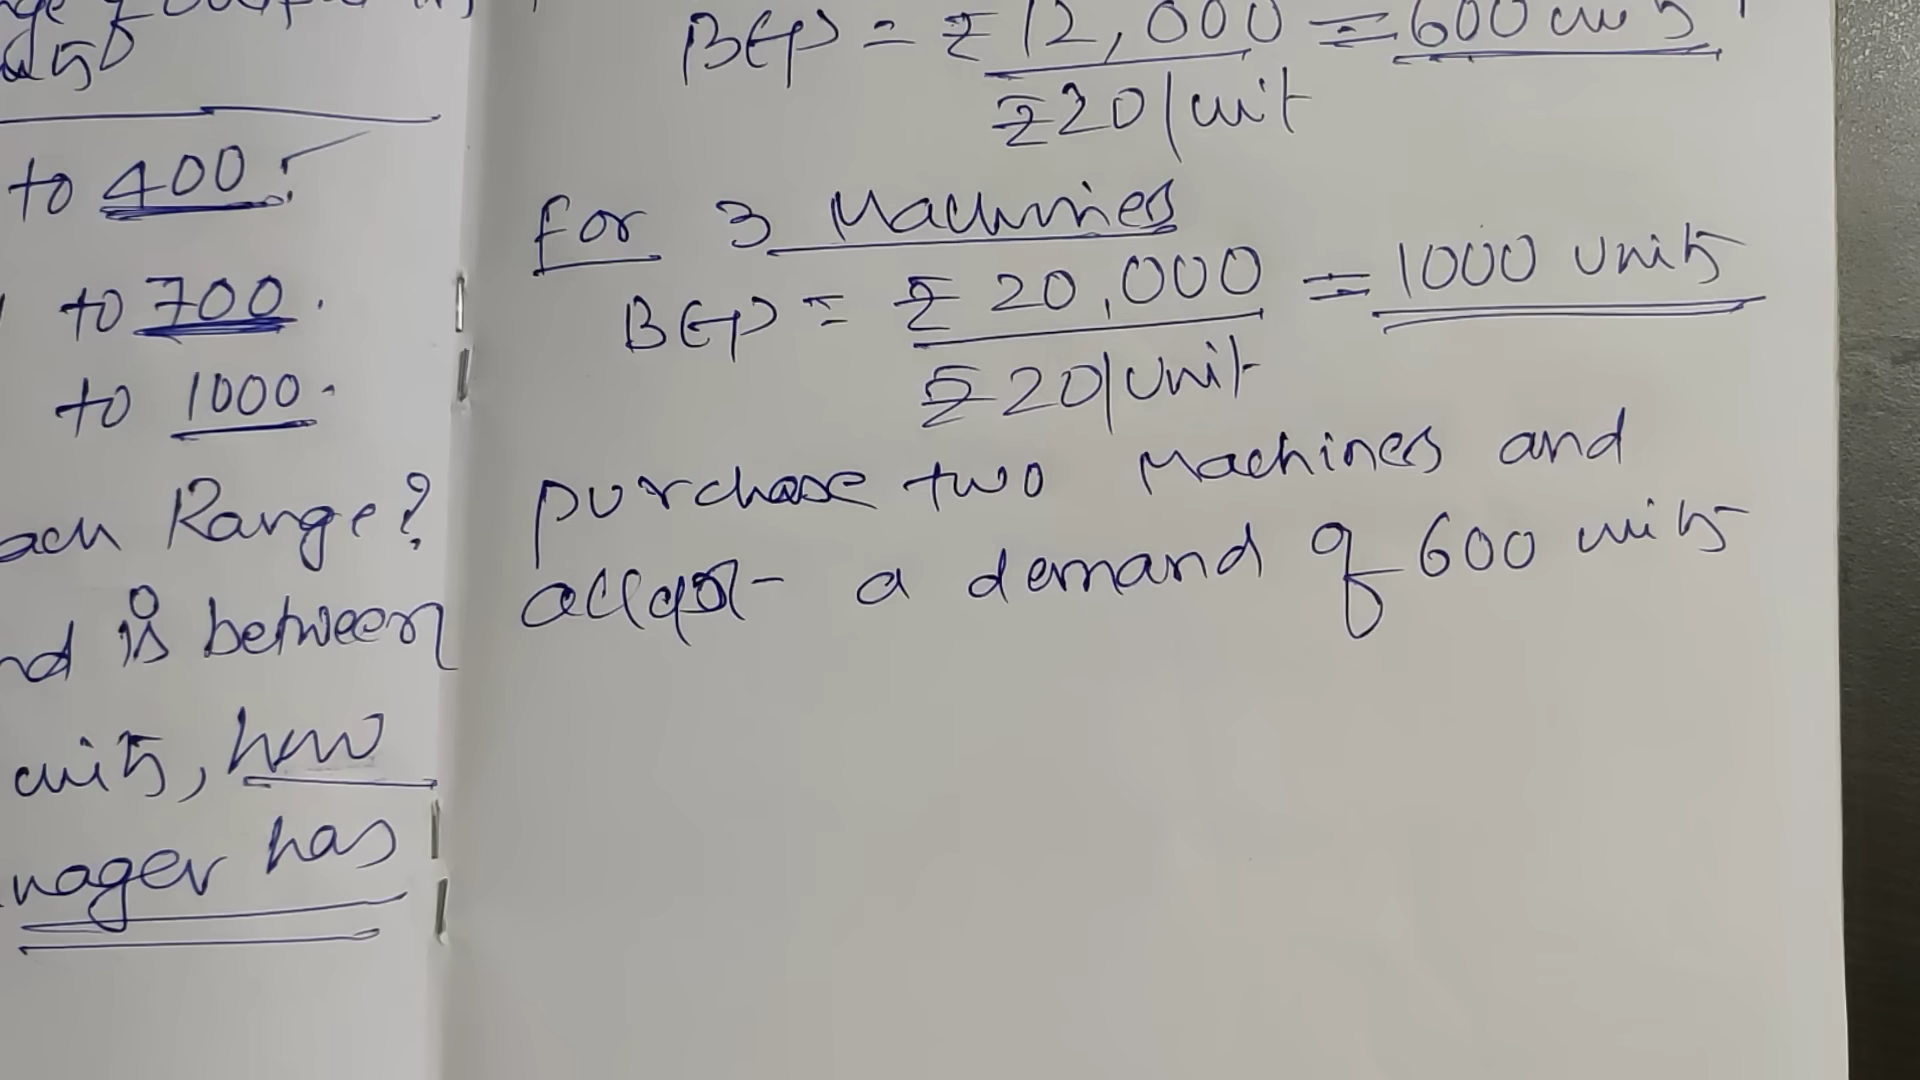 to 400.
to 700.
to 1000.
Range?
is between
units, how
has
BEP = ₹ 12,000 = 600 units
₹ 20/unit
For 3 Machines
BEP = ₹ 20,000 = 1000 units
₹ 20/unit
purchase two Machines and
accept a demand of 600 units